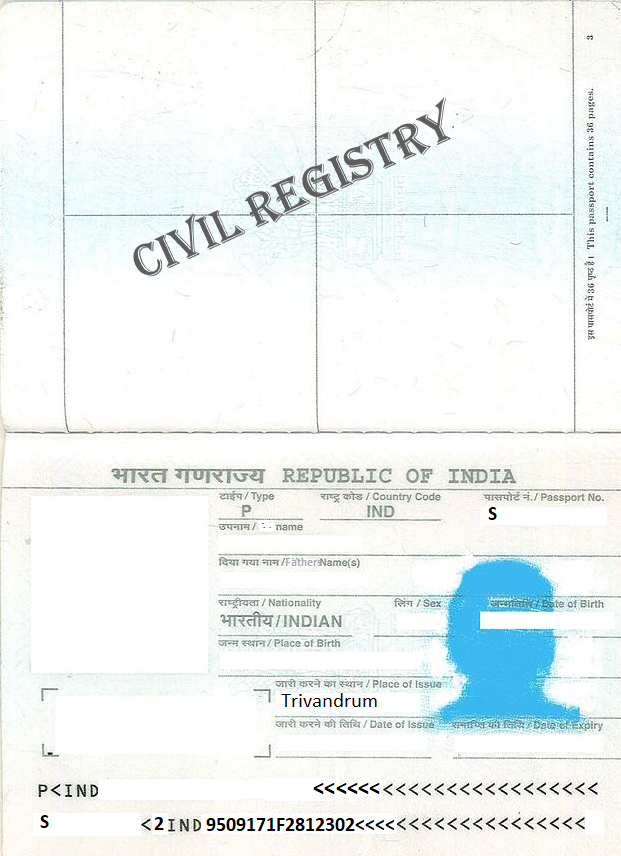 3
इस पासपोर्ट में 36 पृष्ठ हैं। This passport contains 36 pages.
CIVIL REGISTRY
भारत गणराज्य REPUBLIC OF INDIA
टाईप / Type राष्ट्र कोड / Country Code पासपोर्ट नं. / Passport No.
P IND S
उपनाम / name
दिया गया नाम / Fathers Name(s)
राष्ट्रीयता / Nationality लिंग / Sex जन्मतिथि / Date of Birth
भारतीय / INDIAN
जन्म स्थान / Place of Birth
जारी करने का स्थान / Place of Issue
Trivandrum
जारी करने की तिथि / Date of Issue समाप्ति की तिथि / Date of Expiry
P<IND <<<<<<<<<<<<<<<<<<<<<<<
S <2IND9509171F2812302<<<<<<<<<<<<<<<<<<